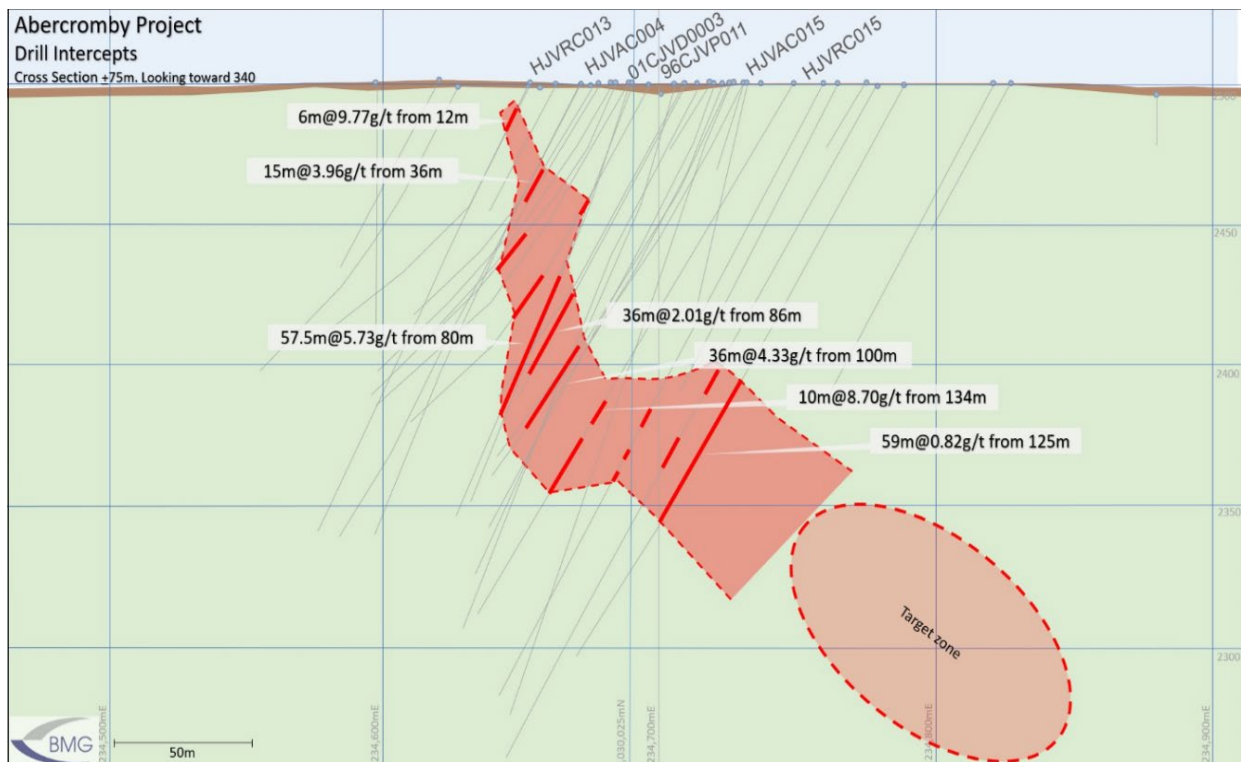 Abercromby Project
Drill Intercepts
Cross Section +75m. Looking toward 340
HJVRC013
HJVAC004
01CJVD0003
96CJVP011
HJVAC015
HJVRC015
2500
6m@9.77g/t from 12m
15m@3.96g/t from 36m
2450
36m@2.01g/t from 86m
57.5m@5.73g/t from 80m
36m@4.33g/t from 100m
2400
10m@8.70g/t from 134m
59m@0.82g/t from 125m
2350
Target zone
2300
BMG
50m
234,500mE
234,600mE
,030,025mN
234,700mE
234,800mE
234,900mE